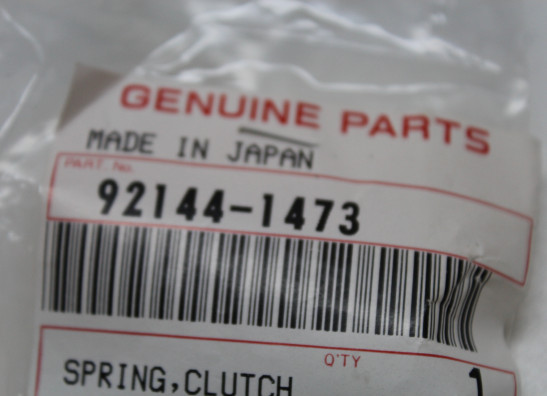 GENUINE PARTS
MADE IN JAPAN
PART No.
92144-1473
Q'TY
SPRING,CLUTCH 1